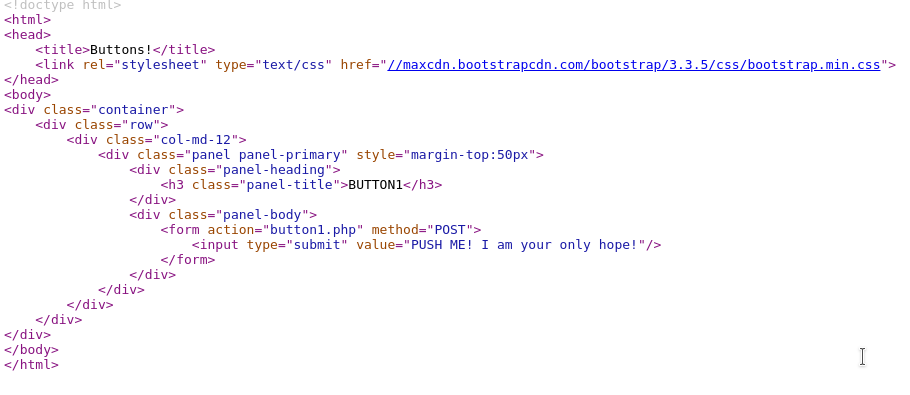 <!doctype html>
<html>
<head>
    <title>Buttons!</title>
    <link rel="stylesheet" type="text/css" href="//maxcdn.bootstrapcdn.com/bootstrap/3.3.5/css/bootstrap.min.css">
</head>
<body>
<div class="container">
    <div class="row">
        <div class="col-md-12">
            <div class="panel panel-primary" style="margin-top:50px">
                <div class="panel-heading">
                    <h3 class="panel-title">BUTTON1</h3>
                </div>
                <div class="panel-body">
                    <form action="button1.php" method="POST">
                        <input type="submit" value="PUSH ME! I am your only hope!"/>
                    </form>
                </div>
            </div>
        </div>
    </div>
</div>
</body>
</html>